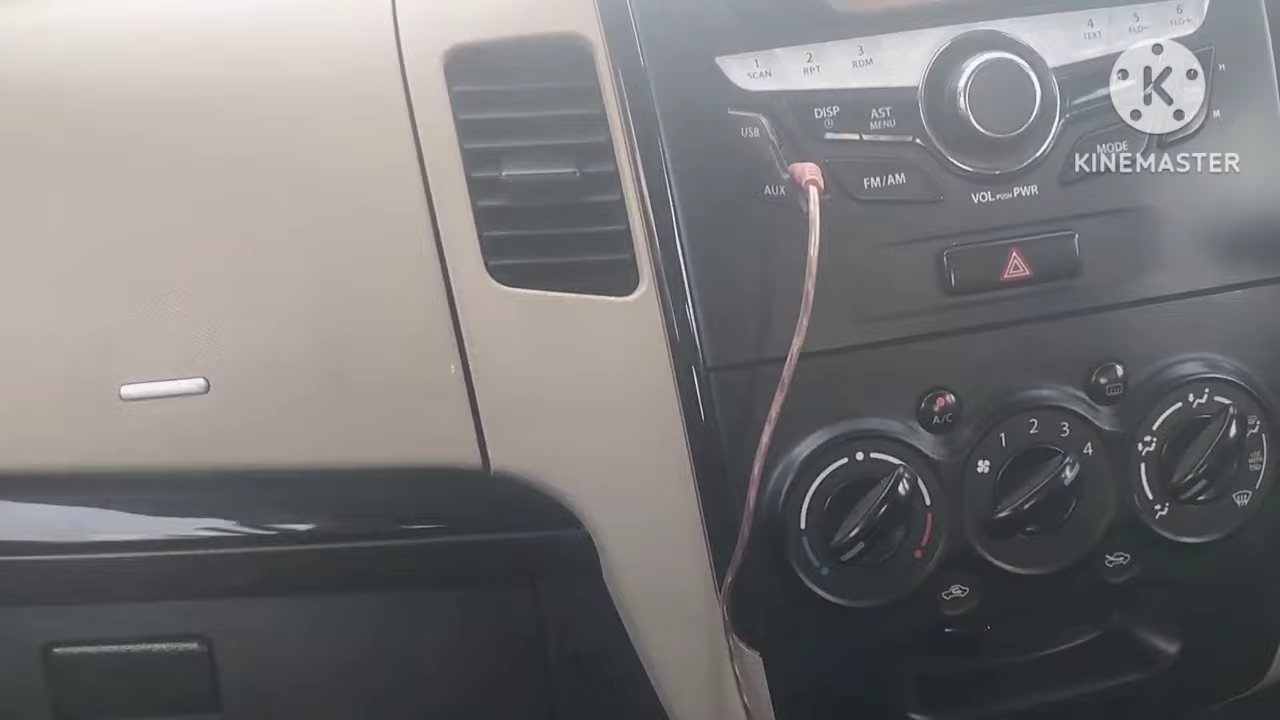 1 SCAN
2 RPT
3 RDM
4 TEXT
5 FLD-
6 FLD+
USB
DISP
AST
MENU
AUX
FM/AM
VOL PUSH PWR
MODE
H
M
K
KINEMASTER
A/C
1 2 3 4